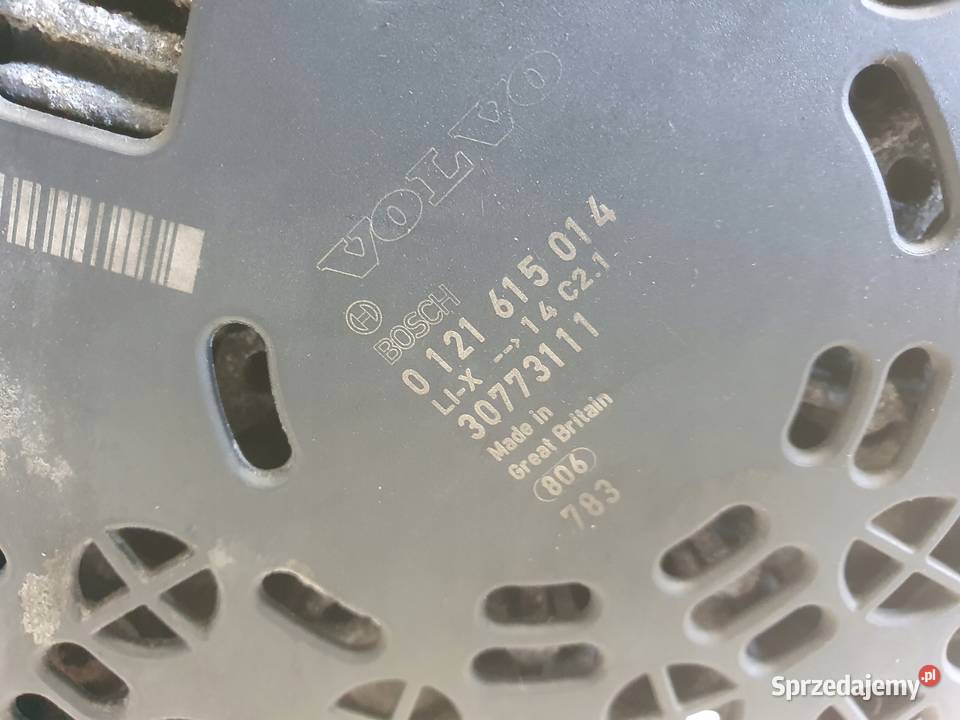 VOLVO
BOSCH
0 121 615 014
LI-X --> 14 C2.1
30773111
Made in
Great Britain
806
783
Sprzedajemy.pl